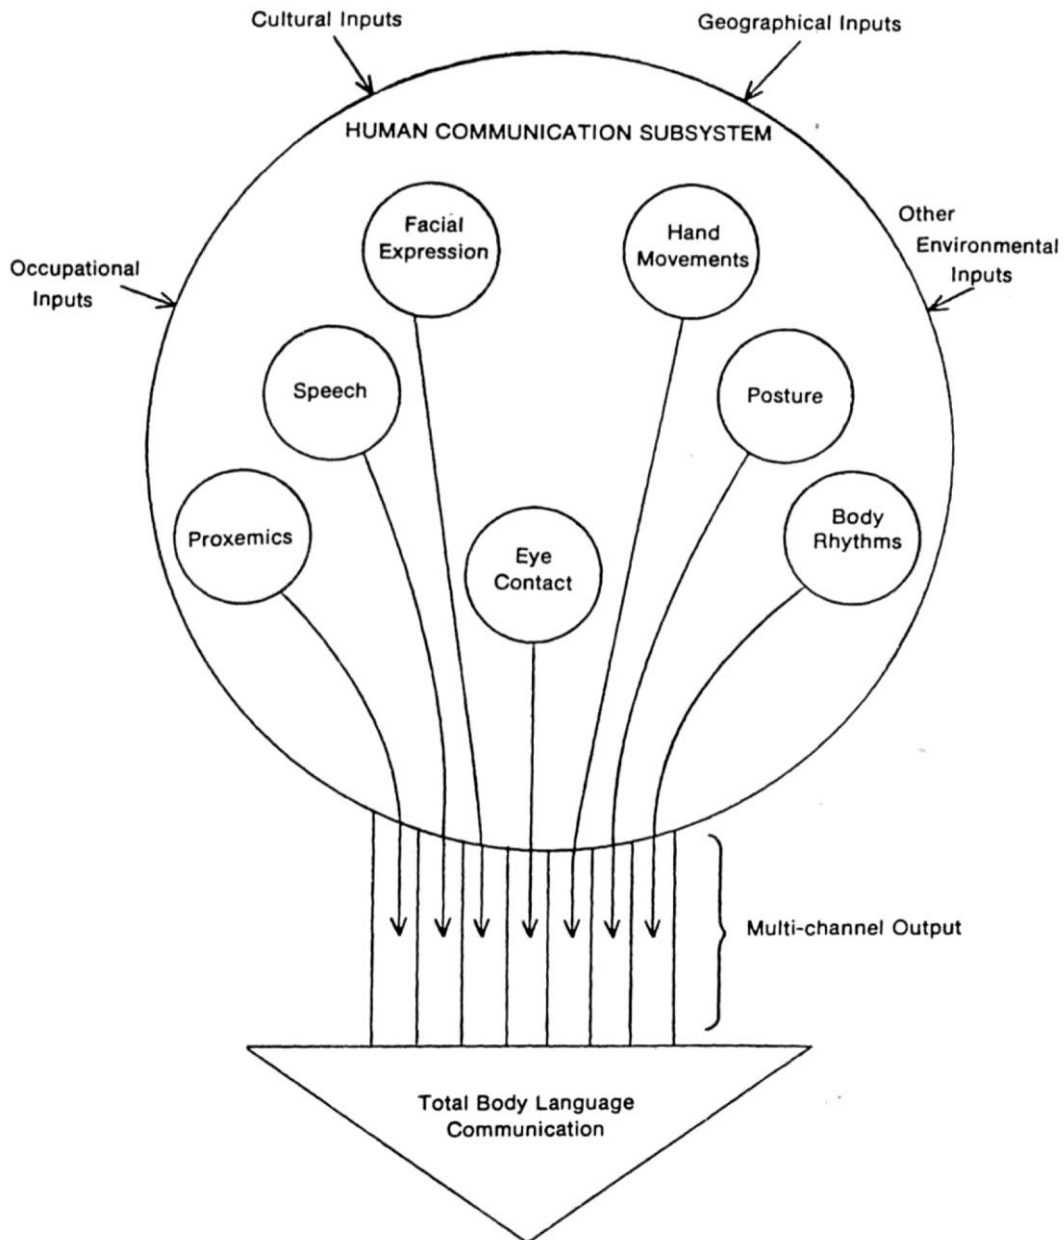 Cultural Inputs
Geographical Inputs
HUMAN COMMUNICATION SUBSYSTEM
Other
Environmental
Inputs
Occupational
Inputs
Facial
Expression
Hand
Movements
Speech
Posture
Proxemics
Eye
Contact
Body
Rhythms
Multi-channel Output
Total Body Language
Communication